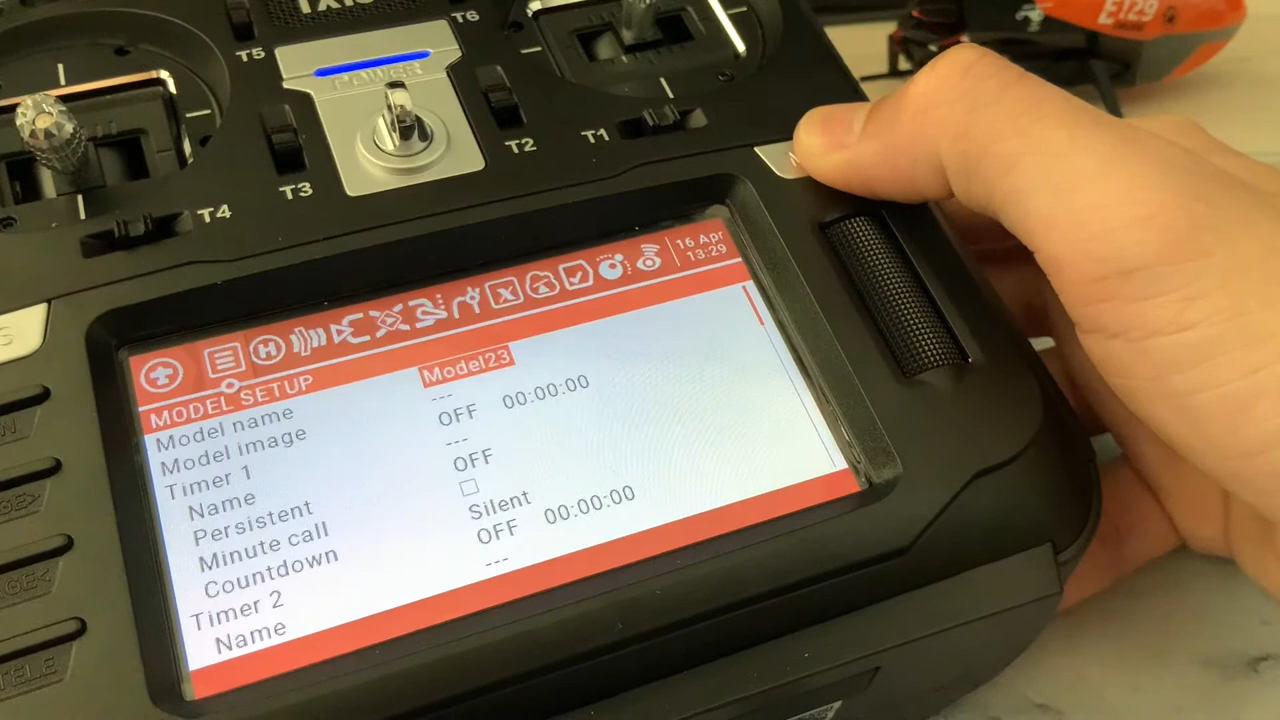 T6
E129
T5
POWER
T2
T1
T3
T4
16 Apr
13:29
MODEL SETUP
Model name Model23
Model image ---
Timer 1 OFF 00:00:00
Name ---
Persistent OFF
Minute call
Countdown Silent
Timer 2 OFF 00:00:00
Name ---
TELE